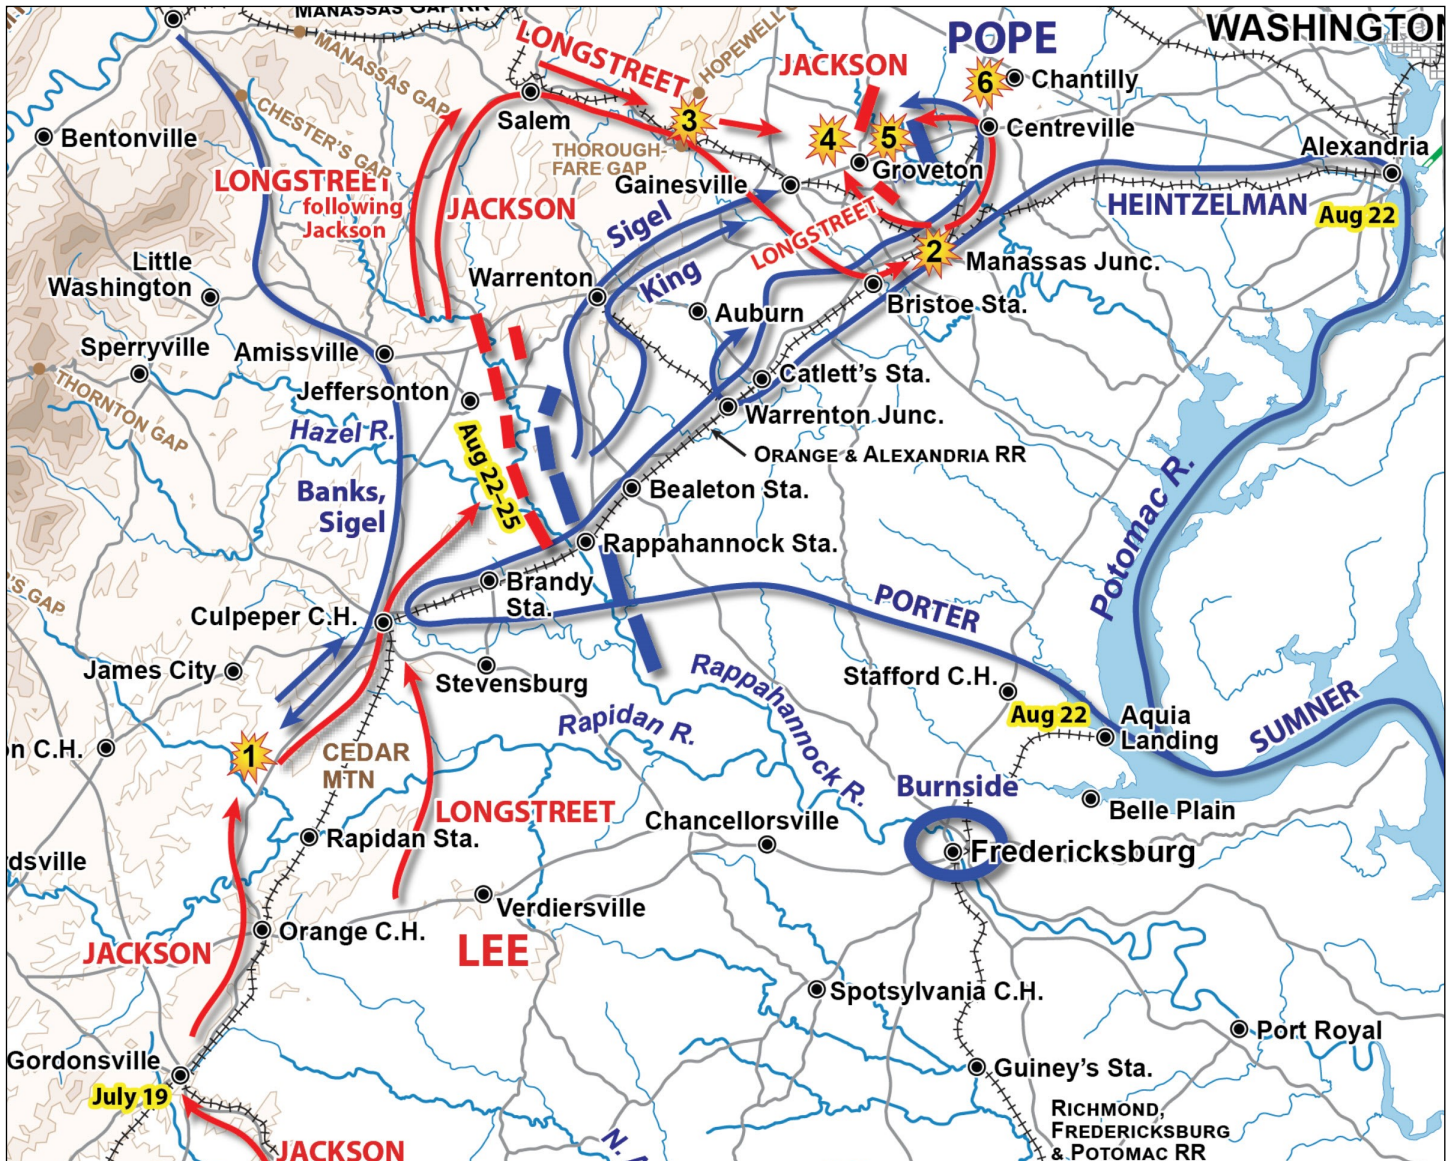 MANASSAS GAP RR
WASHINGTON
LONGSTREET
HOPEWELL
POPE
JACKSON
6
Chantilly
MANASSAS GAP
CHESTER'S GAP
Salem
3
4
5
Centreville
Bentonville
THOROUGH-
FARE GAP
Groveton
Alexandria
LONGSTREET
following
Jackson
JACKSON
Gainesville
HEINTZELMAN
Aug 22
Sigel
LONGSTREET
2
Manassas Junc.
Little
Washington
Warrenton
King
Auburn
Bristoe Sta.
Sperryville
Amissville
THORNTON GAP
Jeffersonton
Catlett's Sta.
Warrenton Junc.
Hazel R.
Aug 22–25
ORANGE & ALEXANDRIA RR
Banks,
Sigel
Bealeton Sta.
Potomac R.
Rappahannock Sta.
'S GAP
Brandy
Sta.
Culpeper C.H.
PORTER
James City
Stevensburg
Rappahannock R.
Stafford C.H.
Aug 22
Aquia
Landing
SUMNER
Rapidan R.
n C.H.
1
CEDAR
MTN
Burnside
Belle Plain
LONGSTREET
Chancellorsville
Rapidan Sta.
Fredericksburg
rdsville
Verdiersville
JACKSON
Orange C.H.
LEE
Spotsylvania C.H.
Port Royal
Gordonsville
July 19
Guiney's Sta.
RICHMOND,
FREDERICKSBURG
& POTOMAC RR
JACKSON
N.